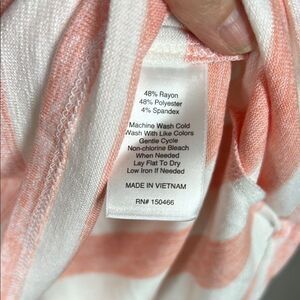 48% Rayon
48% Polyester
4% Spandex
Machine Wash Cold
Wash With Like Colors
Gentle Cycle
Non-chlorine Bleach
When Needed
Lay Flat To Dry
Low Iron If Needed
MADE IN VIETNAM
RN# 150466